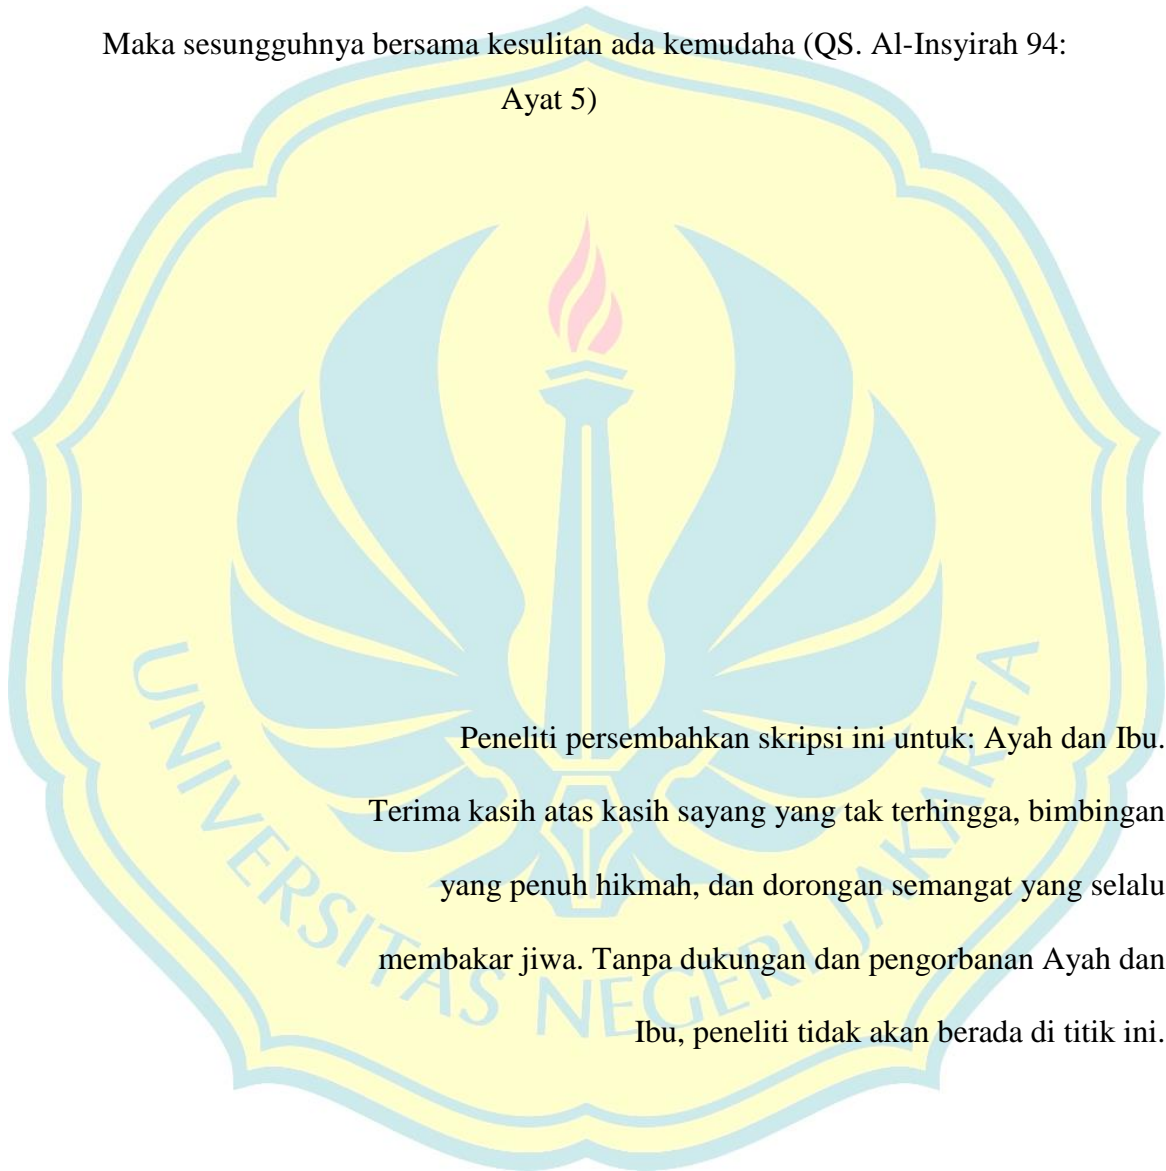 Maka sesungguhnya bersama kesulitan ada kemudaha (QS. Al-Insyirah 94:
Ayat 5)
Peneliti persembahkan skripsi ini untuk: Ayah dan Ibu.
Terima kasih atas kasih sayang yang tak terhingga, bimbingan
yang penuh hikmah, dan dorongan semangat yang selalu
membakar jiwa. Tanpa dukungan dan pengorbanan Ayah dan
Ibu, peneliti tidak akan berada di titik ini.
UNIVERSITAS NEGERI JAKARTA